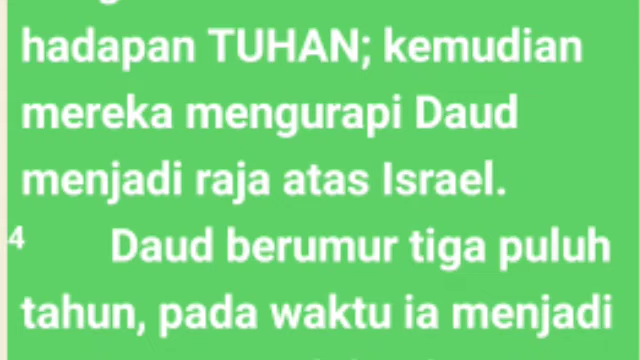 hadapan TUHAN; kemudian
mereka mengurapi Daud
menjadi raja atas Israel.
4 Daud berumur tiga puluh
tahun, pada waktu ia menjadi